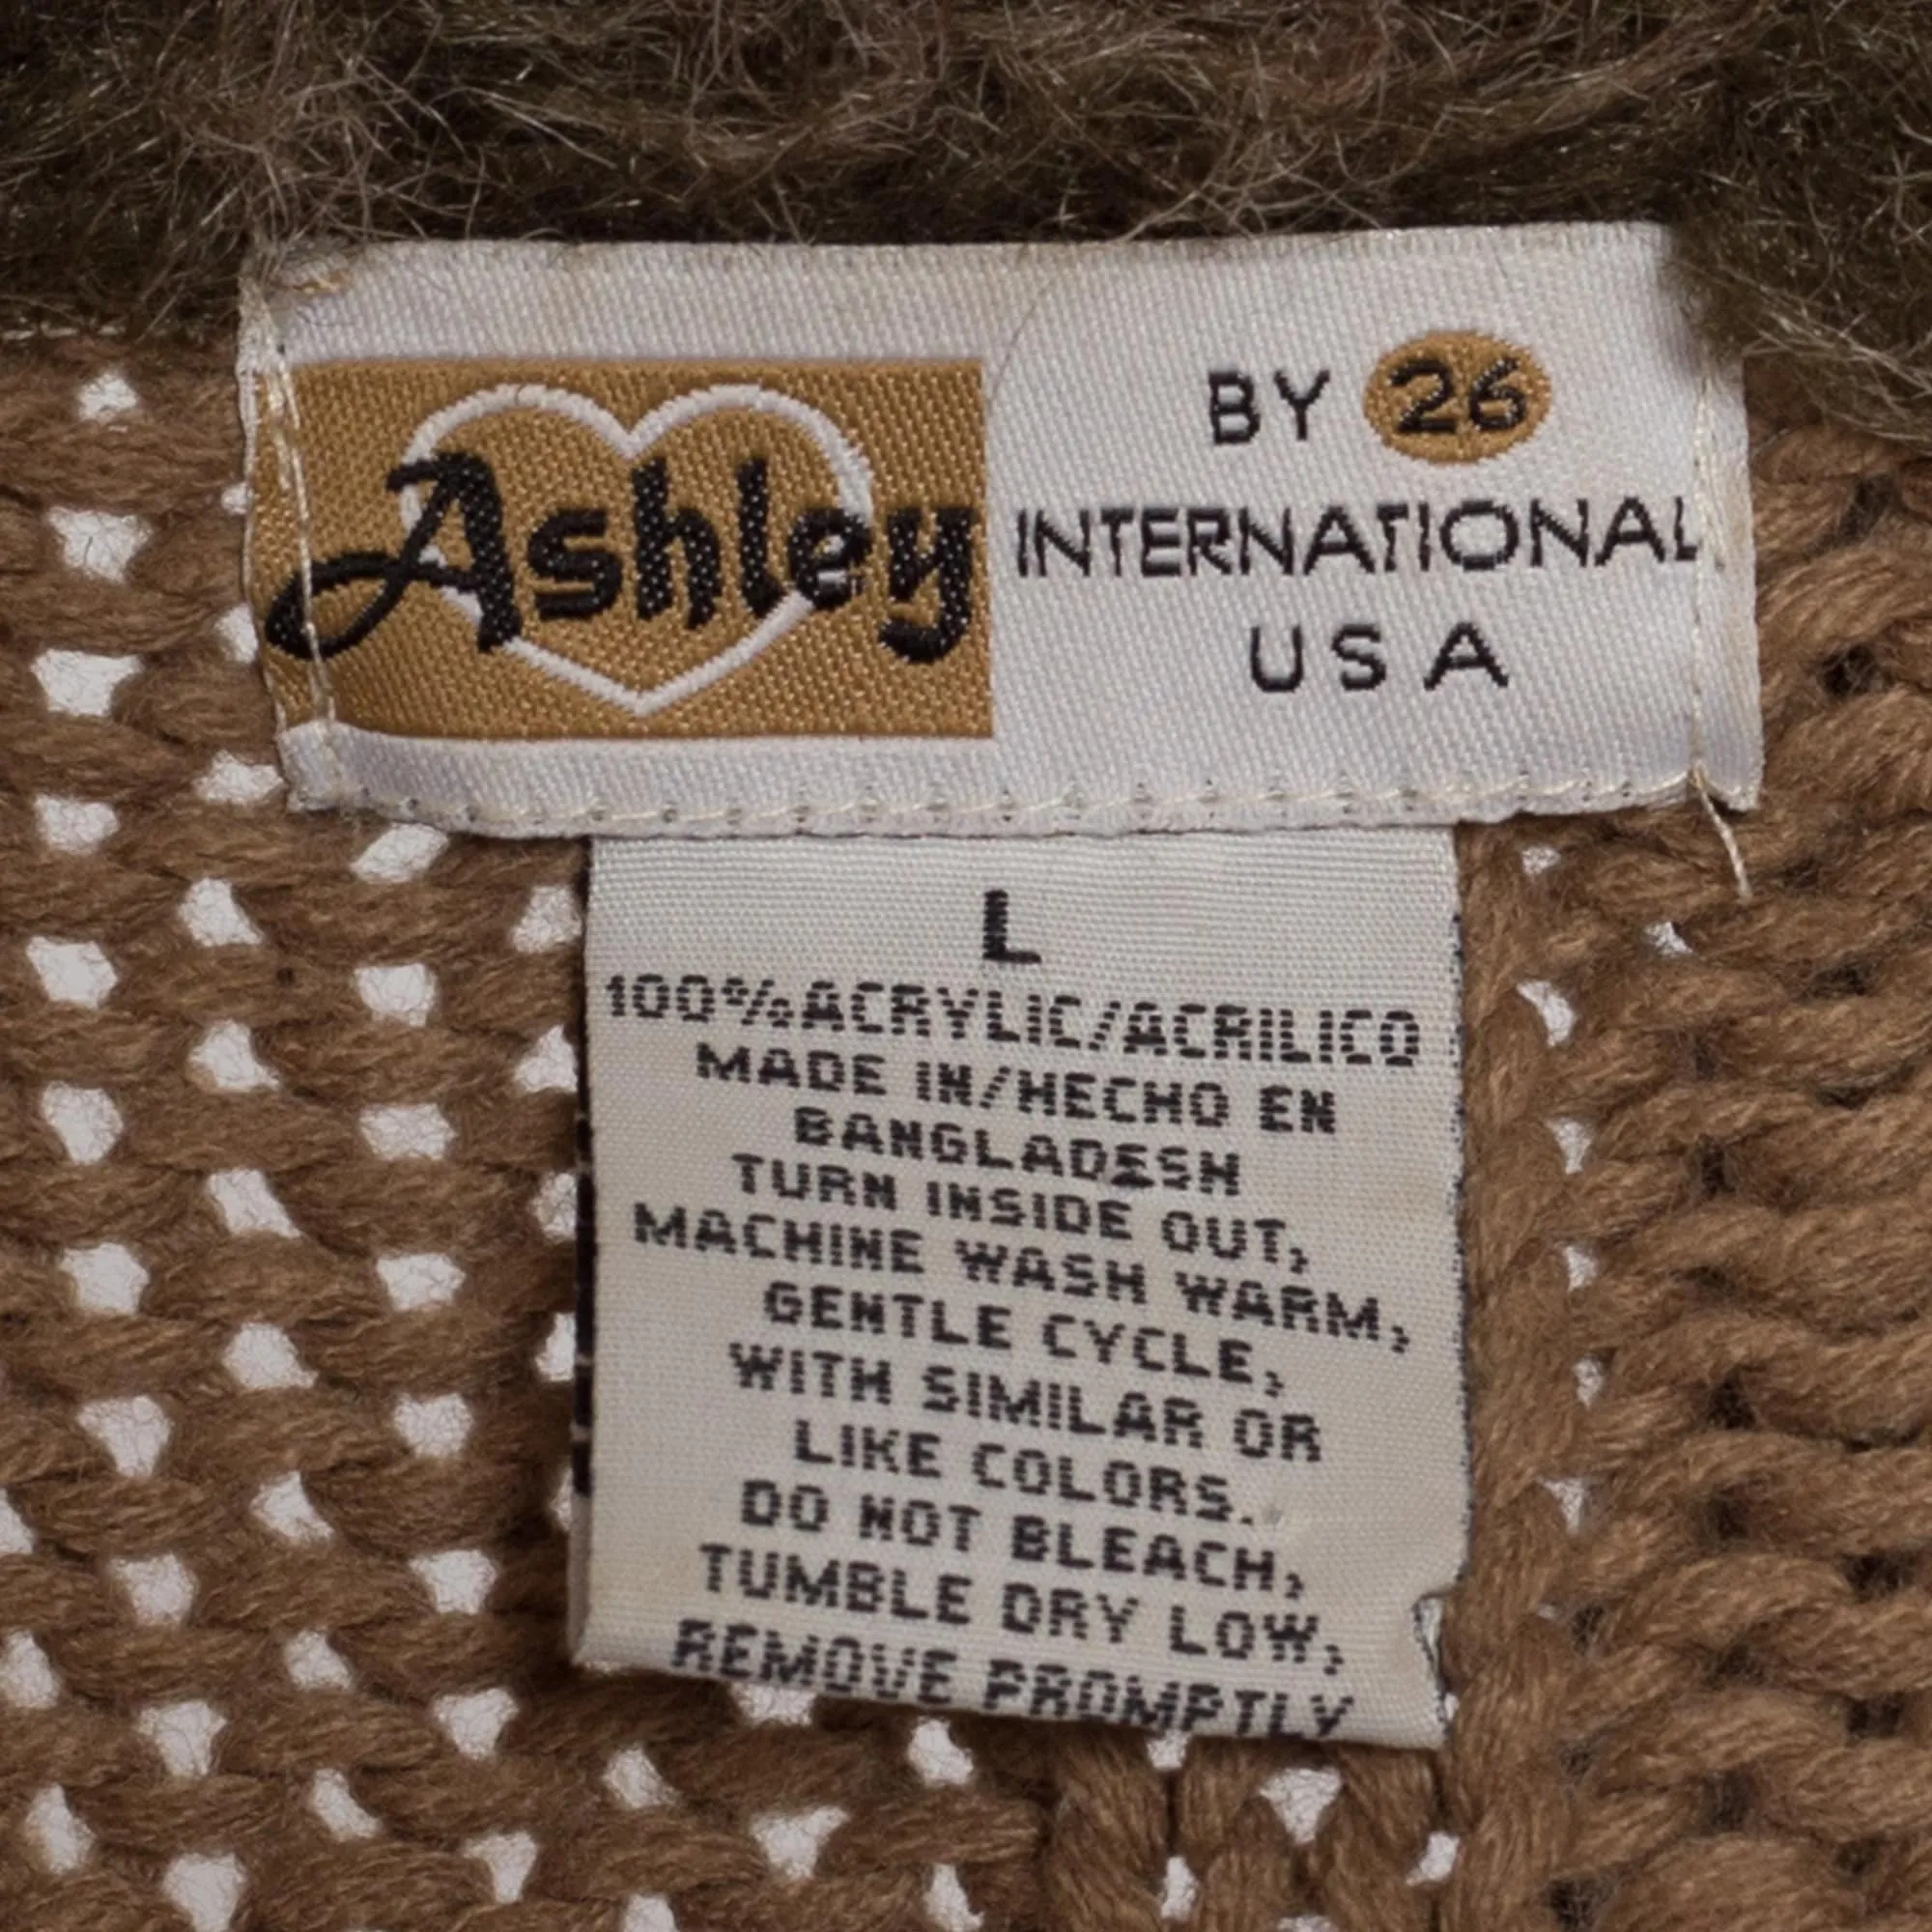 Ashley
BY 26
INTERNATIONAL
USA
L
100%ACRYLIC/ACRILICO
MADE IN/HECHO EN
BANGLADESH
TURN INSIDE OUT,
MACHINE WASH WARM,
GENTLE CYCLE,
WITH SIMILAR OR
LIKE COLORS.
DO NOT BLEACH,
TUMBLE DRY LOW,
REMOVE PROMPTLY